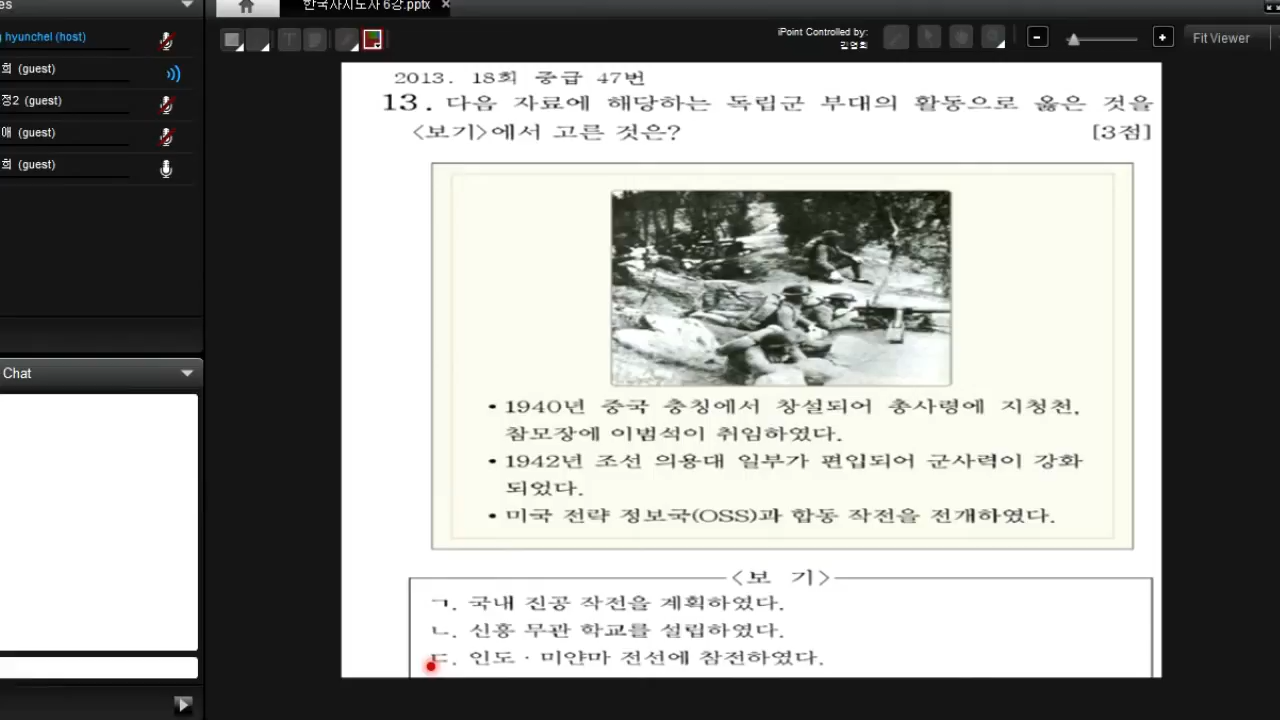 한국사지도사 6강.pptx
hyunchel (host)
희 (guest)
정2 (guest)
애 (guest)
희 (guest)
Chat
iPoint Controlled by:
Fit Viewer
2013. 18회 중급 47번
13. 다음 자료에 해당하는 독립군 부대의 활동으로 옳은 것을
<보기>에서 고른 것은? [3점]
• 1940년 중국 충칭에서 창설되어 총사령에 지청천,
참모장에 이범석이 취임하였다.
• 1942년 조선 의용대 일부가 편입되어 군사력이 강화
되었다.
• 미국 전략 정보국(OSS)과 합동 작전을 전개하였다.
<보 기>
ㄱ. 국내 진공 작전을 계획하였다.
ㄴ. 신흥 무관 학교를 설립하였다.
ㄷ. 인도 · 미얀마 전선에 참전하였다.